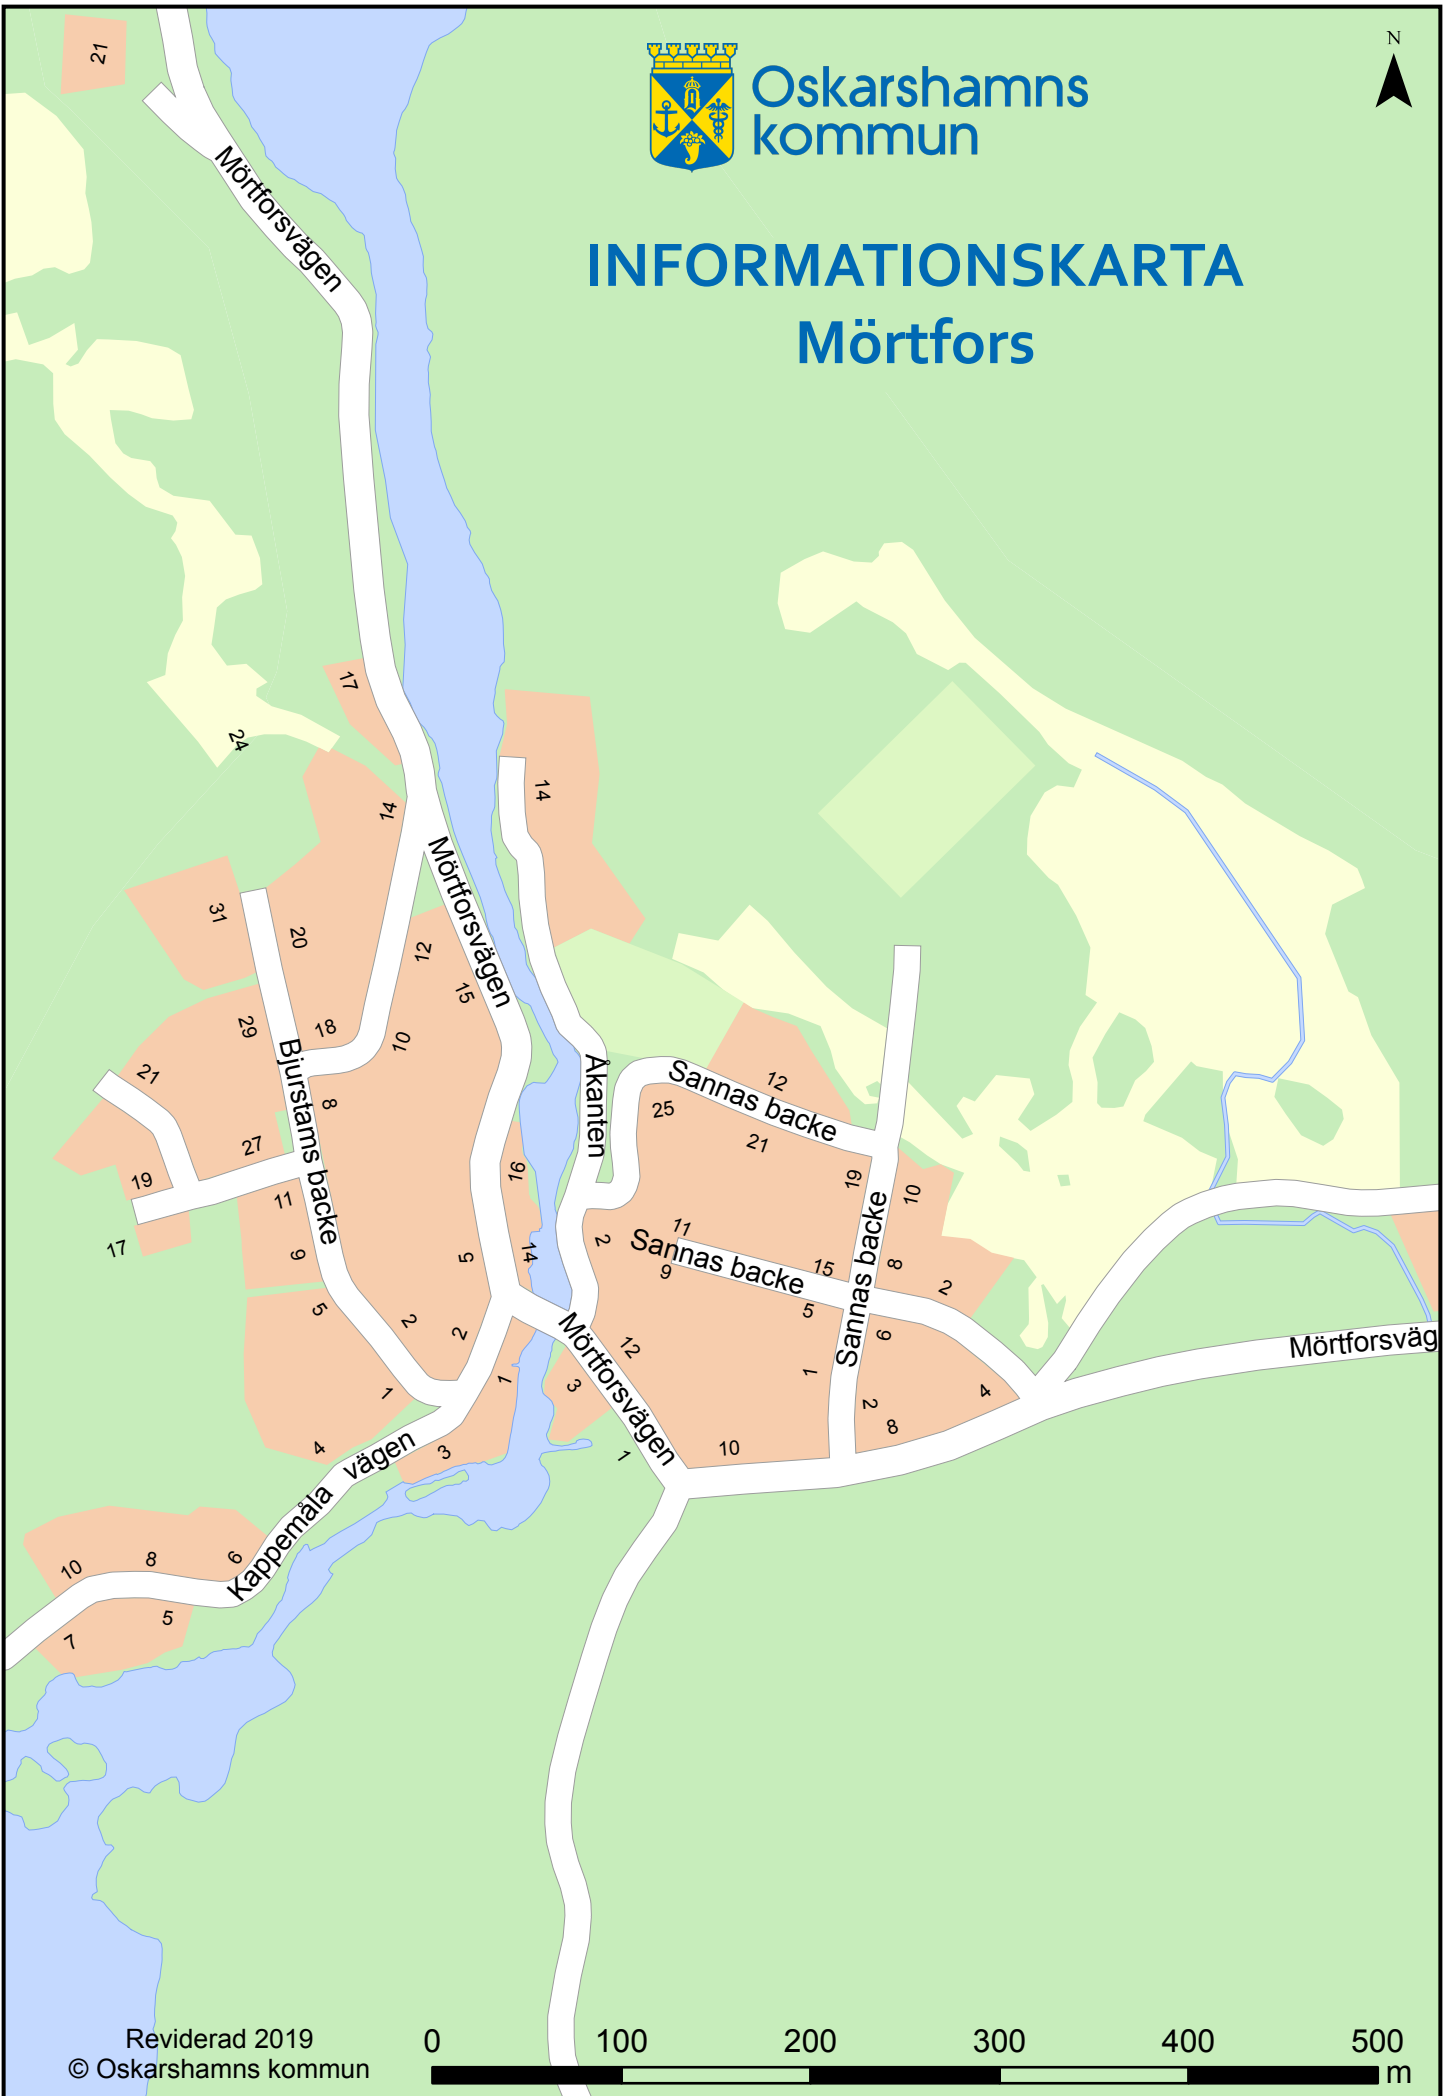 N
Oskarshamns
kommun
INFORMATIONSKARTA
Mörtfors
21
Mörtforsvägen
17
24
14
14
Mörtforsvägen
31
20
12
15
29
18
10
Bjurstams backe
Åkanten
Sannas backe
12
21
8
25
21
27
16
19
19
10
11
11
Sannas backe
Sannas backe
17
9
5
14
2
9
15
8
2
5
5
2
2
Mörtforsvägen
12
6
Mörtforsväg
1
1
3
1
4
2
8
4
vägen
3
1
10
Kappemåla
10
8
6
5
7
Reviderad 2019
© Oskarshamns kommun
0 100 200 300 400 500
m